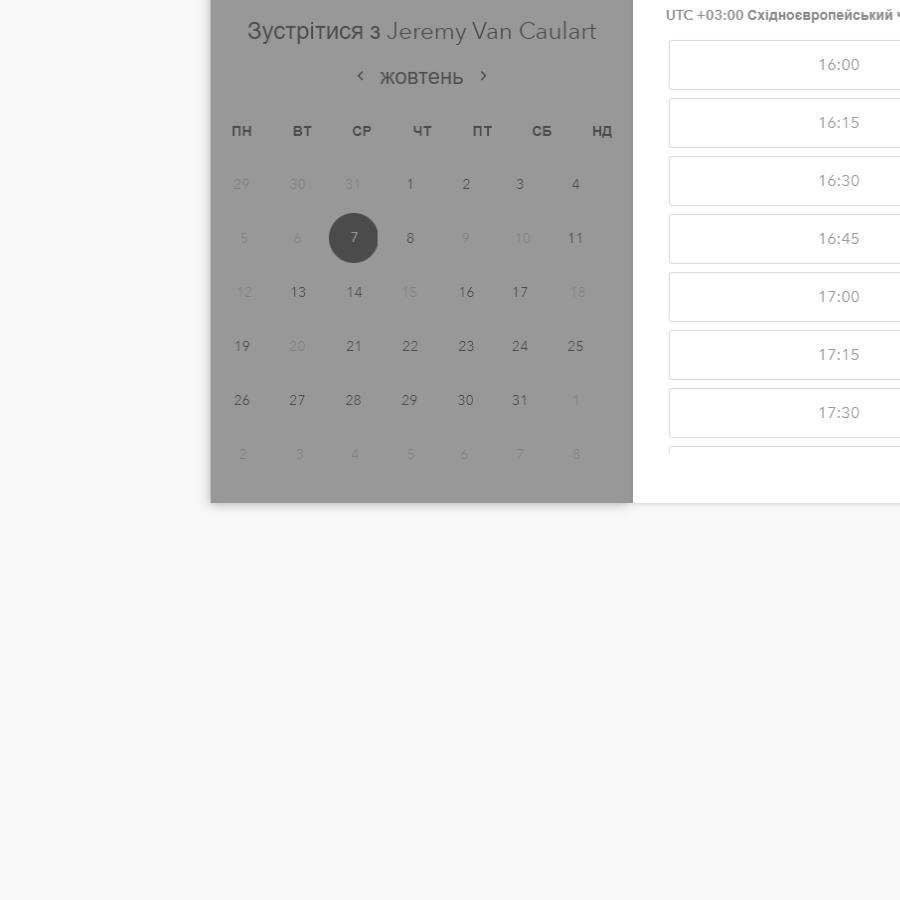 Зустрітися з Jeremy Van Caulart
жовтень
ПН ВТ СР ЧТ ПТ СБ НД
29 30 31 1 2 3 4
5 6 7 8 9 10 11
12 13 14 15 16 17 18
19 20 21 22 23 24 25
26 27 28 29 30 31 1
2 3 4 5 6 7 8
UTC +03:00 Східноєвропейський
16:00
16:15
16:30
16:45
17:00
17:15
17:30